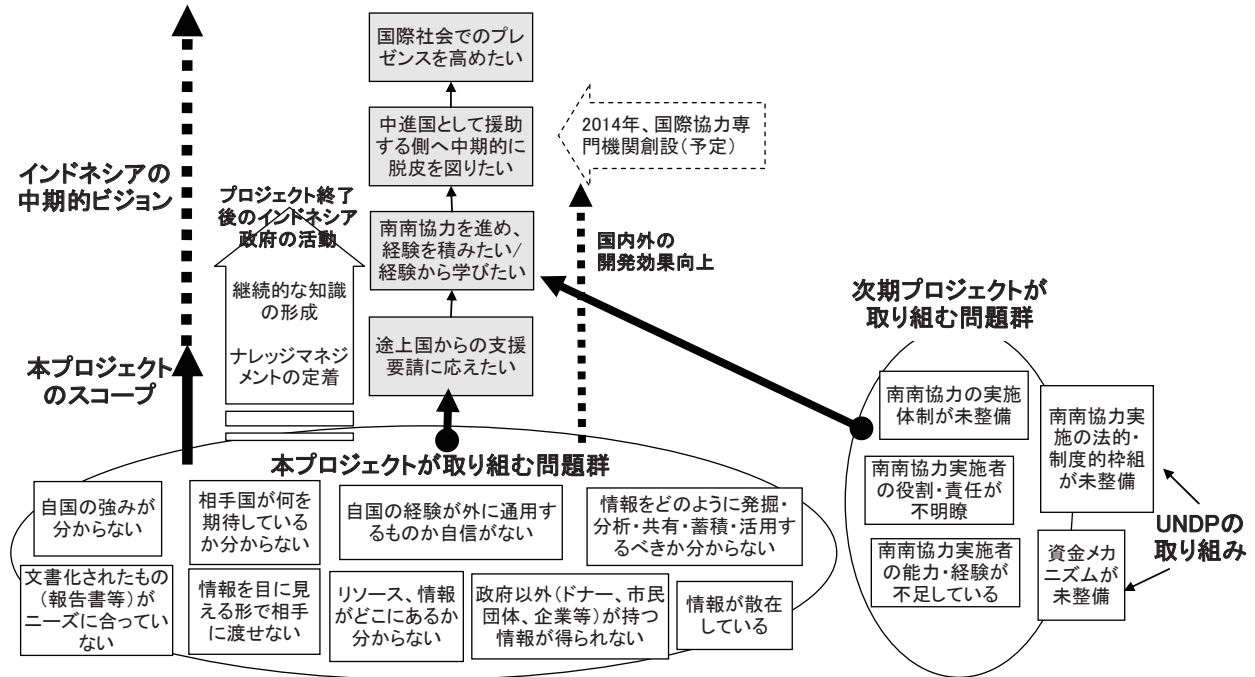 国際社会でのプレ
ゼンスを高めたい
中進国として援助
する側へ中期的に
脱皮を図りたい
2014年、国際協力専
門機関創設(予定)
インドネシアの
中期的ビジョン
プロジェクト終了
後のインドネシア
政府の活動
南南協力を進め、
経験を積みたい/
経験から学びたい
国内外の
開発効果向上
継続的な知識
の形成
ナレッジマネジ
メントの定着
途上国からの支援
要請に応えたい
本プロジェクト
のスコープ
次期プロジェクトが
取り組む問題群
南南協力の実施
体制が未整備
南南協力実
施の法的・
制度的枠組
が未整備
南南協力実施者
の役割・責任が
不明瞭
南南協力実施者
の能力・経験が
不足している
資金メカ
ニズムが
未整備
UNDPの
取り組み
本プロジェクトが取り組む問題群
自国の強みが
分からない
相手国が何を
期待している
か分からない
自国の経験が外に通用す
るものか自信がない
情報をどのように発掘・
分析・共有・蓄積・活用す
るべきか分からない
文書化されたもの
(報告書等)が
ニーズに合ってい
ない
情報を目に見
える形で相手
に渡せない
リソース、情報
がどこにあるか
分からない
政府以外(ドナー、市民
団体、企業等)が持つ
情報が得られない
情報が散在
している